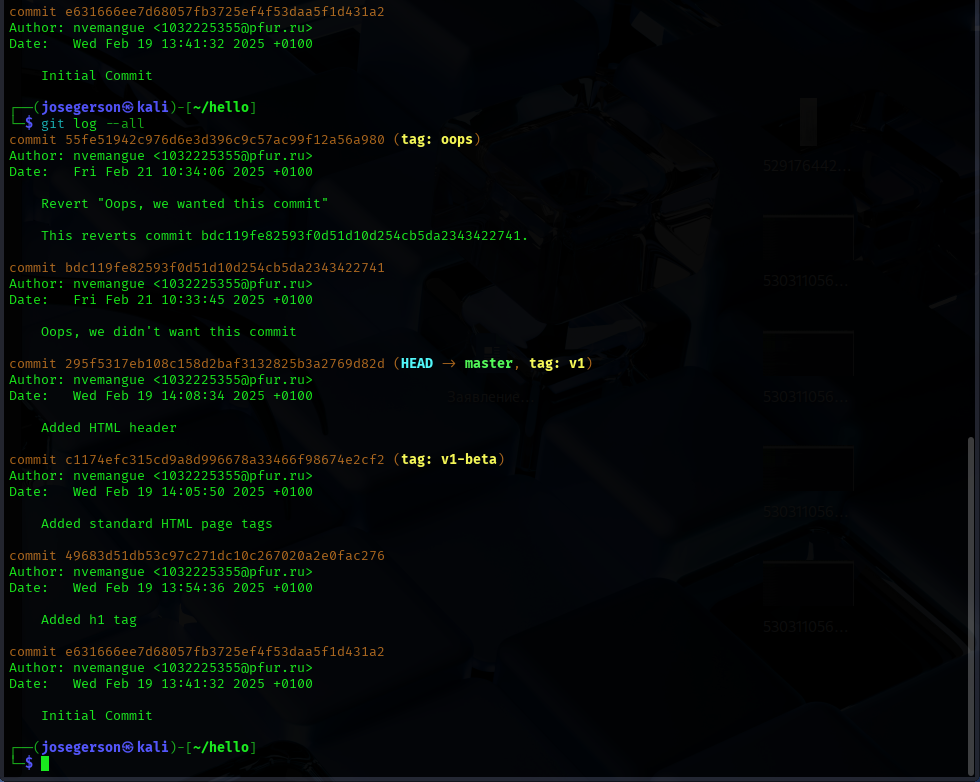 commit e631666ee7d68057fb3725ef4f53daa5f1d431a2
Author: nvemangue <1032225355@pfur.ru>
Date:   Wed Feb 19 13:41:32 2025 +0100
    Initial Commit
┌──(josegerson㉿kali)-[~/hello]
└─$ git log --all
commit 55fe51942c976d6e3d396c9c57ac99f12a56a980 (tag: oops)
Author: nvemangue <1032225355@pfur.ru>
Date:   Fri Feb 21 10:34:06 2025 +0100
    Revert "Oops, we wanted this commit"
    This reverts commit bdc119fe82593f0d51d10d254cb5da2343422741.
commit bdc119fe82593f0d51d10d254cb5da2343422741
Author: nvemangue <1032225355@pfur.ru>
Date:   Fri Feb 21 10:33:45 2025 +0100
    Oops, we didn't want this commit
commit 295f5317eb108c158d2baf3132825b3a2769d82d (HEAD -> master, tag: v1)
Author: nvemangue <1032225355@pfur.ru>
Date:   Wed Feb 19 14:08:34 2025 +0100
    Added HTML header
commit c1174efc315cd9a8d996678a33466f98674e2cf2 (tag: v1-beta)
Author: nvemangue <1032225355@pfur.ru>
Date:   Wed Feb 19 14:05:50 2025 +0100
    Added standard HTML page tags
commit 49683d51db53c97c271dc10c267020a2e0fac276
Author: nvemangue <1032225355@pfur.ru>
Date:   Wed Feb 19 13:54:36 2025 +0100
    Added h1 tag
commit e631666ee7d68057fb3725ef4f53daa5f1d431a2
Author: nvemangue <1032225355@pfur.ru>
Date:   Wed Feb 19 13:41:32 2025 +0100
    Initial Commit
┌──(josegerson㉿kali)-[~/hello]
└─$
529176442...
530311056...
Заявление...
530311056...
530311056...
530311056...